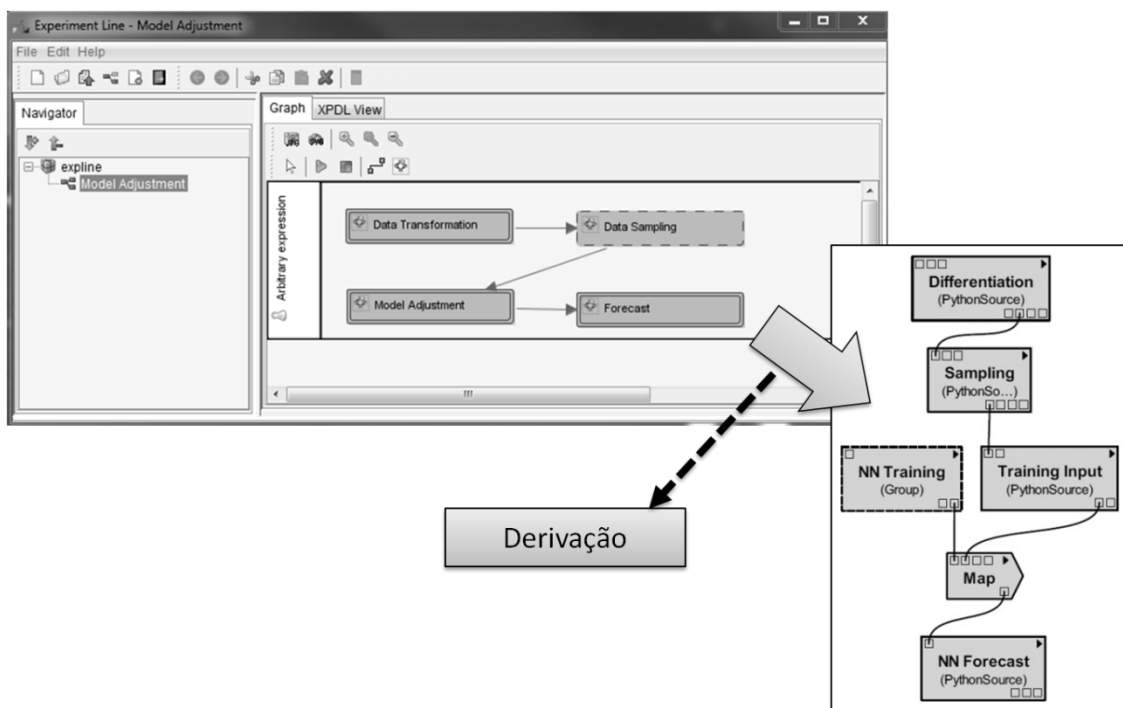 Experiment Line - Model Adjustment
File Edit Help
Navigator
expline
Model Adjustment
Graph
XPDL View
Arbitrary expression
Data Transformation
Data Sampling
Model Adjustment
Forecast
Derivação
Differentiation
(PythonSource)
Sampling
(PythonSo...)
NN Training
(Group)
Training Input
(PythonSource)
Map
NN Forecast
(PythonSource)